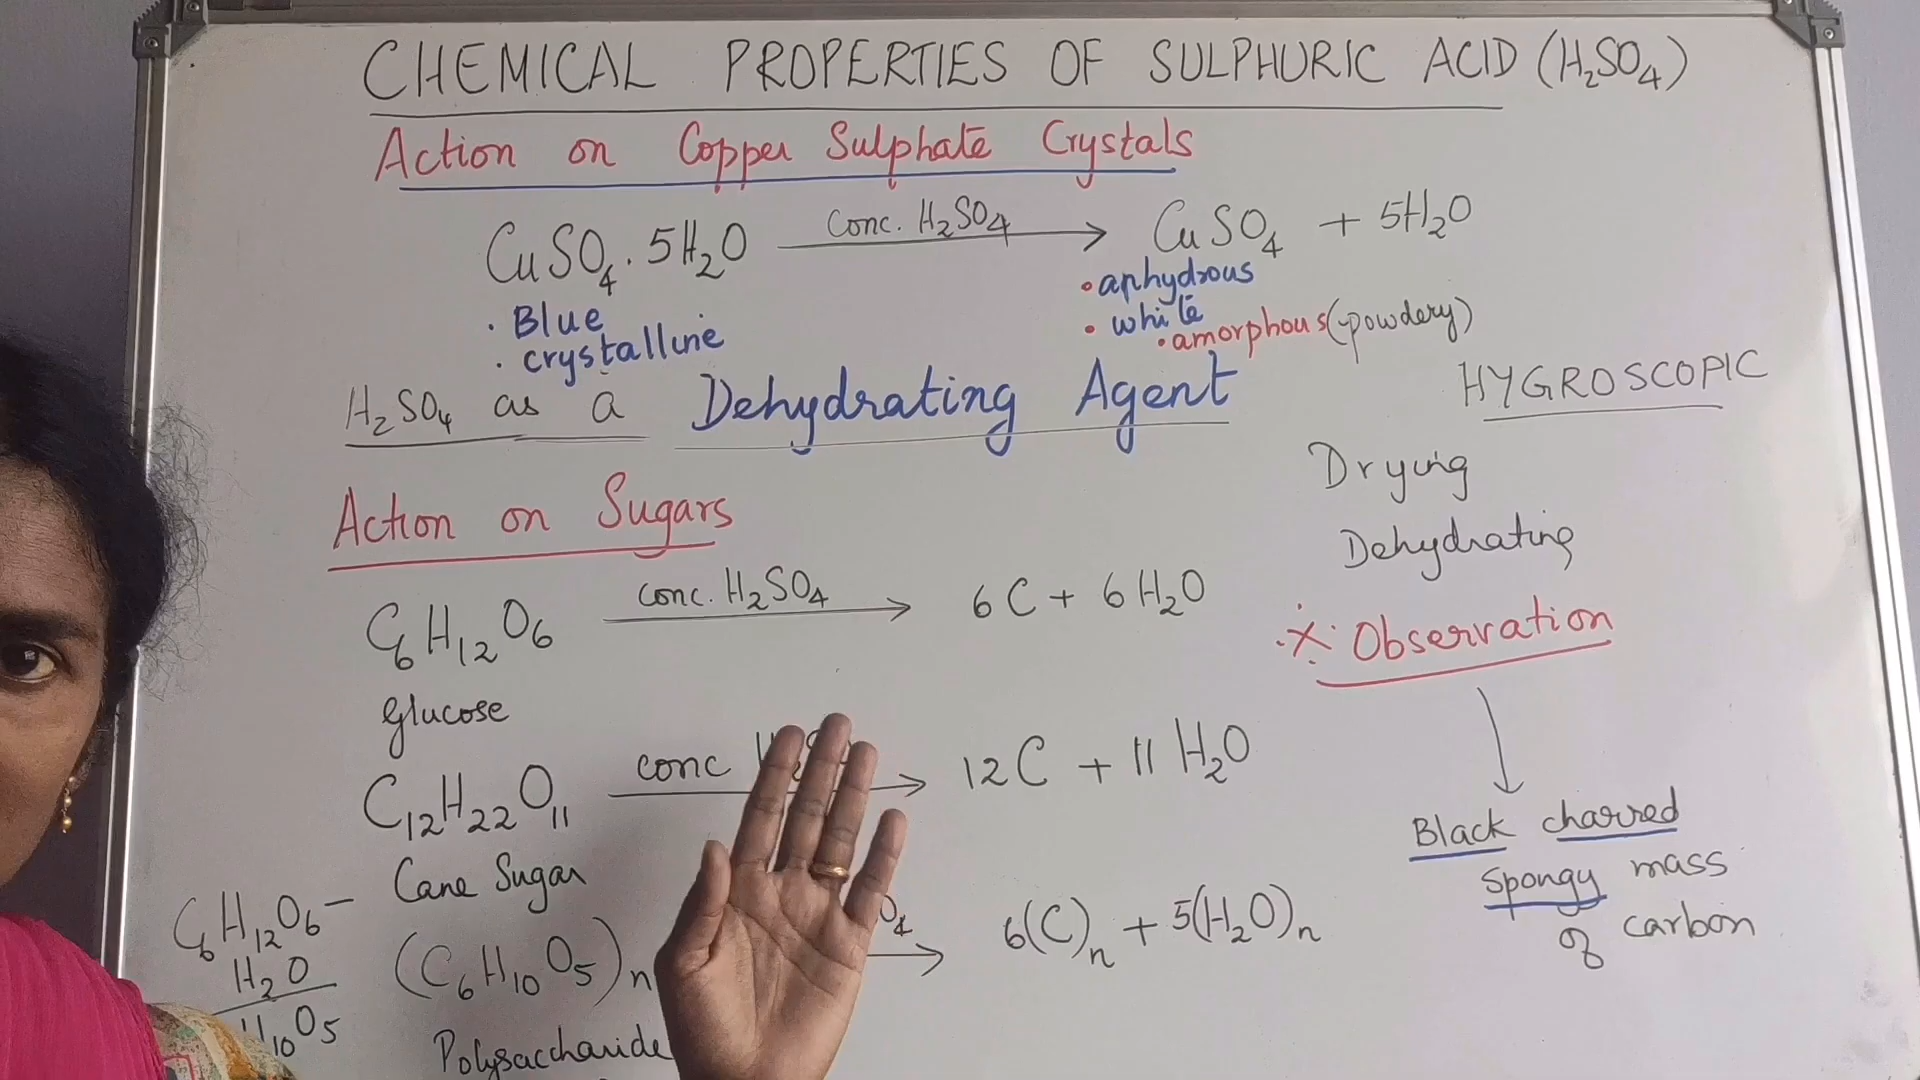 CHEMICAL PROPERTIES OF SULPHURIC ACID (H₂SO₄)
Action on Copper Sulphate Crystals
CuSO₄.5H₂O Conc. H₂SO₄ → CuSO₄ + 5H₂O
• Blue
• crystalline
• anhydrous
• white
• amorphous (powdery)
H₂SO₄ as a Dehydrating Agent
HYGROSCOPIC
Drying
Dehydrating
Action on Sugars
C₆H₁₂O₆ conc. H₂SO₄ → 6C + 6H₂O
Glucose
C₁₂H₂₂O₁₁ conc → 12C + 11H₂O
Cane Sugar
(C₆H₁₀O₅)n → 6(C)n + 5(H₂O)n
Polysaccharide
C₆H₁₂O₆ –
H₂O
H₁₀O₅
Observation
Black charred
spongy mass
of carbon